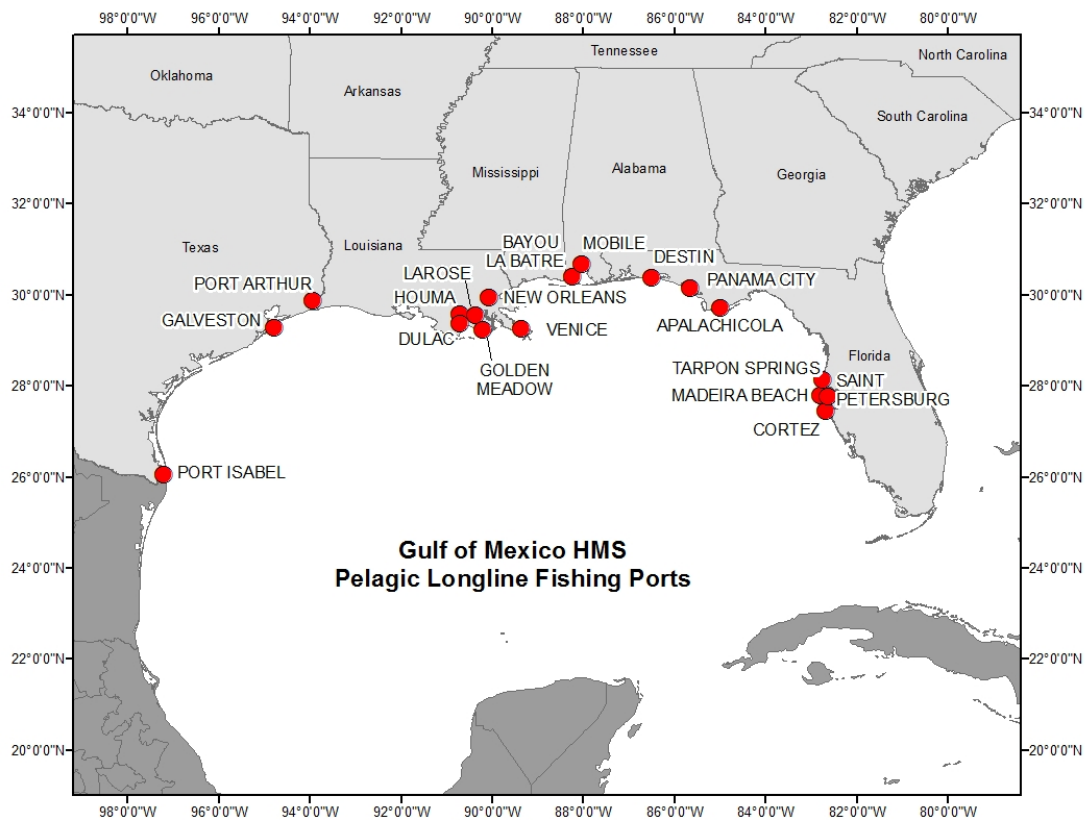 98°0'0"W 96°0'0"W 94°0'0"W 92°0'0"W 90°0'0"W 88°0'0"W 86°0'0"W 84°0'0"W 82°0'0"W 80°0'0"W
Oklahoma
Arkansas
Tennessee
North Carolina
34°0'0"N
34°0'0"N
South Carolina
Mississippi
Alabama
Georgia
32°0'0"N
32°0'0"N
Texas
Louisiana
BAYOU
LA BATRE
MOBILE
DESTIN
PORT ARTHUR
LAROSE
PANAMA CITY
30°0'0"N
30°0'0"N
HOUMA
NEW ORLEANS
GALVESTON
DULAC
VENICE
APALACHICOLA
GOLDEN
MEADOW
Florida
TARPON SPRINGS
28°0'0"N
28°0'0"N
SAINT
PETERSBURG
MADEIRA BEACH
CORTEZ
26°0'0"N
26°0'0"N
PORT ISABEL
Gulf of Mexico HMS
Pelagic Longline Fishing Ports
24°0'0"N
24°0'0"N
22°0'0"N
22°0'0"N
20°0'0"N
20°0'0"N
98°0'0"W 96°0'0"W 94°0'0"W 92°0'0"W 90°0'0"W 88°0'0"W 86°0'0"W 84°0'0"W 82°0'0"W 80°0'0"W